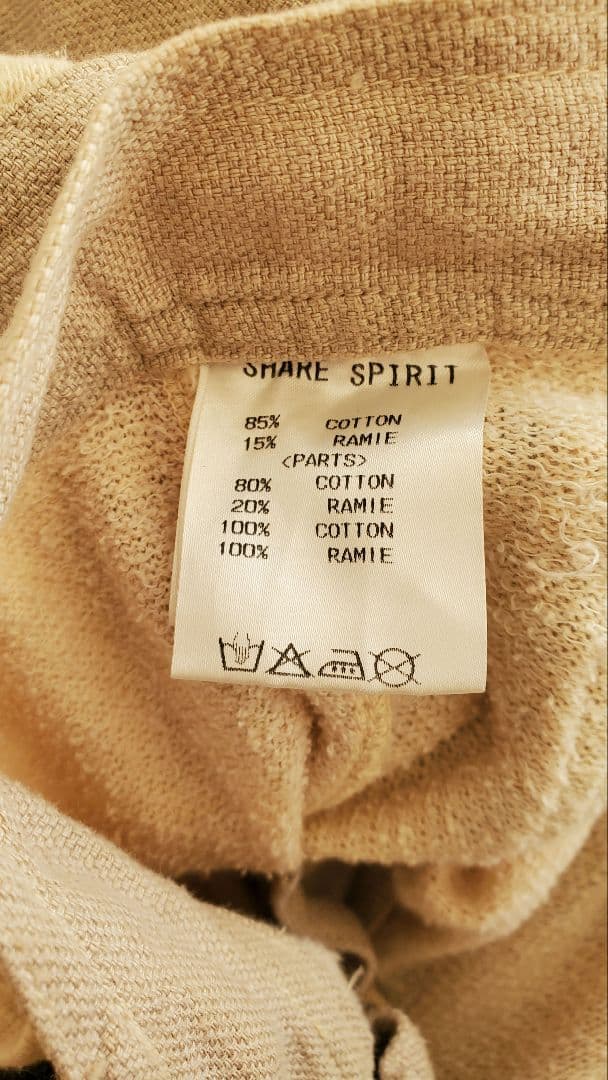 SHARE SPIRIT
85% COTTON
15% RAMIE
<PARTS>
80% COTTON
20% RAMIE
100% COTTON
100% RAMIE